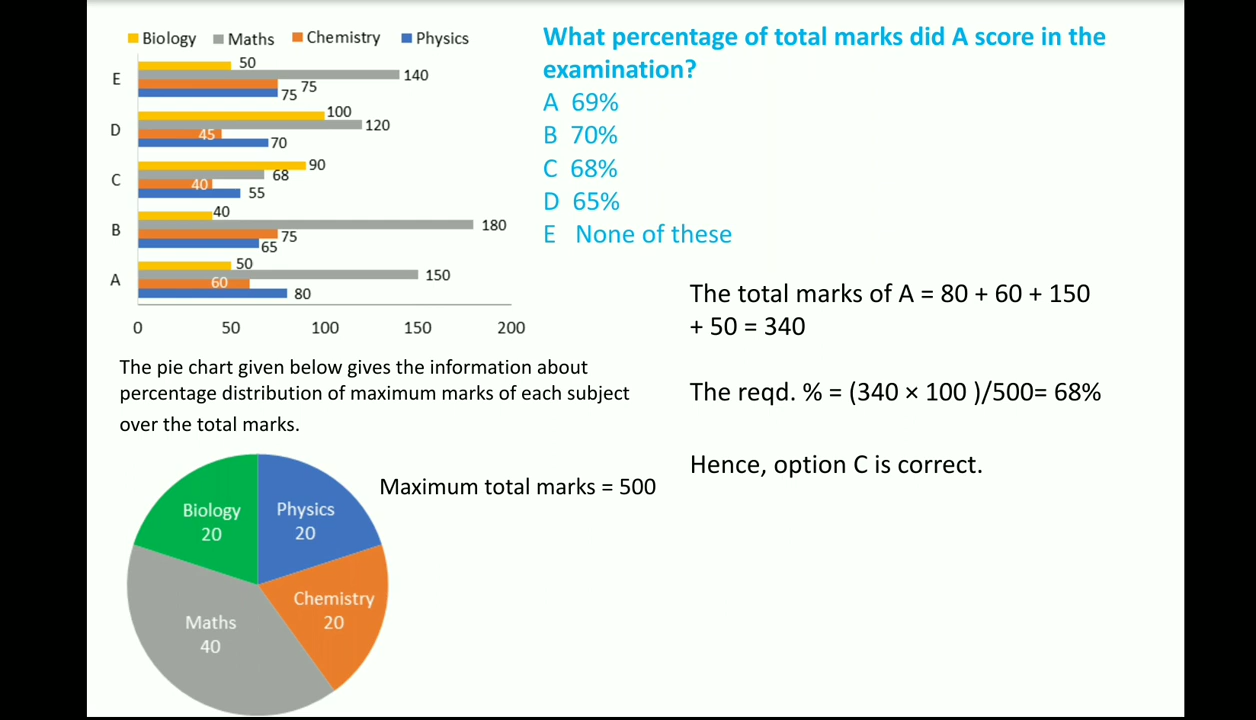 Biology Maths Chemistry Physics
E
50
140
75
75
D
100
120
45
70
C
90
68
40
55
B
40
180
75
65
A
50
150
60
80
0 50 100 150 200
What percentage of total marks did A score in the
examination?
A 69%
B 70%
C 68%
D 65%
E None of these
The total marks of A = 80 + 60 + 150
+ 50 = 340
The reqd. % = (340 × 100 )/500= 68%
Hence, option C is correct.
The pie chart given below gives the information about
percentage distribution of maximum marks of each subject
over the total marks.
Maximum total marks = 500
Biology
20
Physics
20
Chemistry
20
Maths
40